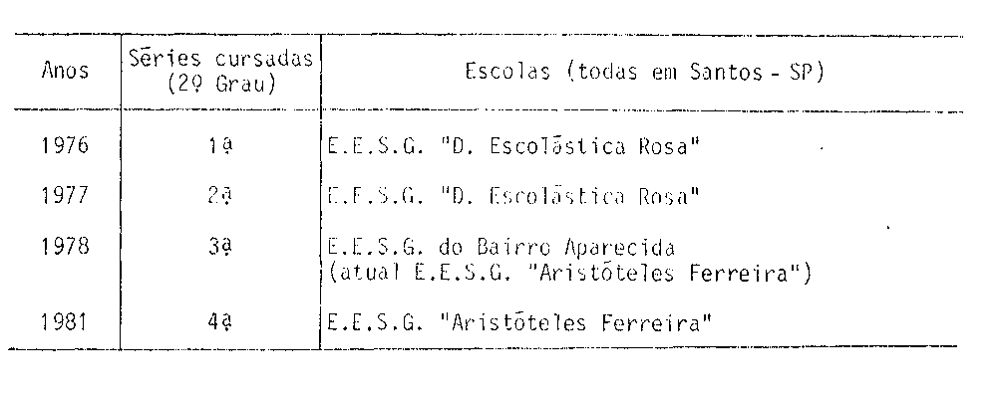 Anos Séries cursadas (2º Grau) Escolas (todas em Santos - SP)
1976 1ª E.E.S.G. "D. Escolástica Rosa"
1977 2ª E.E.S.G. "D. Escolástica Rosa"
1978 3ª E.E.S.G. do Bairro Aparecida
(atual E.E.S.G. "Aristóteles Ferreira")
1981 4ª E.E.S.G. "Aristóteles Ferreira"